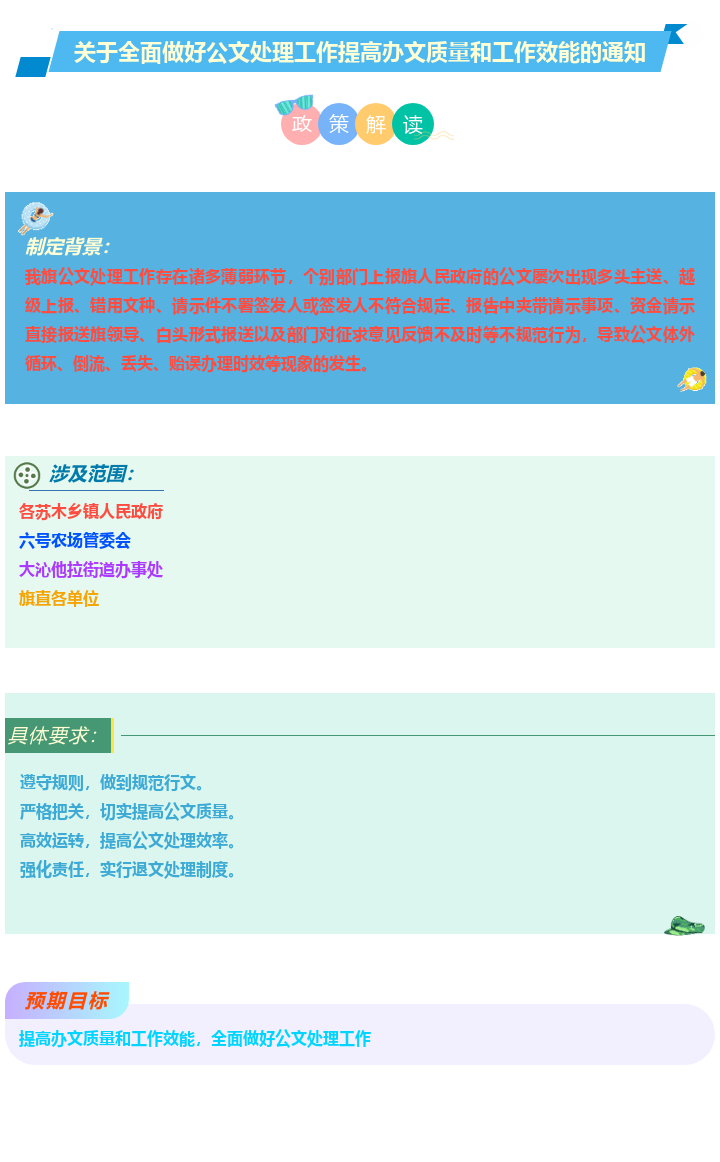 关于全面做好公文处理工作提高办文质量和工作效能的通知
政策解读
制定背景：
我旗公文处理工作存在诸多薄弱环节，个别部门上报旗人民政府的公文屡次出现多头主送、越
级上报、错用文种、请示件不署签发人或签发人不符合规定、报告中夹带请示事项、资金请示
直接报送旗领导、白头形式报送以及部门对征求意见反馈不及时等不规范行为，导致公文体外
循环、倒流、丢失、贻误办理时效等现象的发生。
涉及范围：
各苏木乡镇人民政府
六号农场管委会
大沁他拉街道办事处
旗直各单位
具体要求：
遵守规则，做到规范行文。
严格把关，切实提高公文质量。
高效运转，提高公文处理效率。
强化责任，实行退文处理制度。
预期目标
提高办文质量和工作效能，全面做好公文处理工作